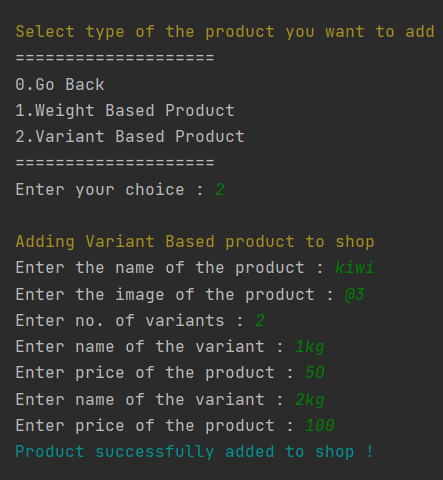 Select type of the product you want to add
====================
0.Go Back
1.Weight Based Product
2.Variant Based Product
====================
Enter your choice : 2
Adding Variant Based product to shop
Enter the name of the product : kiwi
Enter the image of the product : @3
Enter no. of variants : 2
Enter name of the variant : 1kg
Enter price of the product : 50
Enter name of the variant : 2kg
Enter price of the product : 100
Product successfully added to shop !